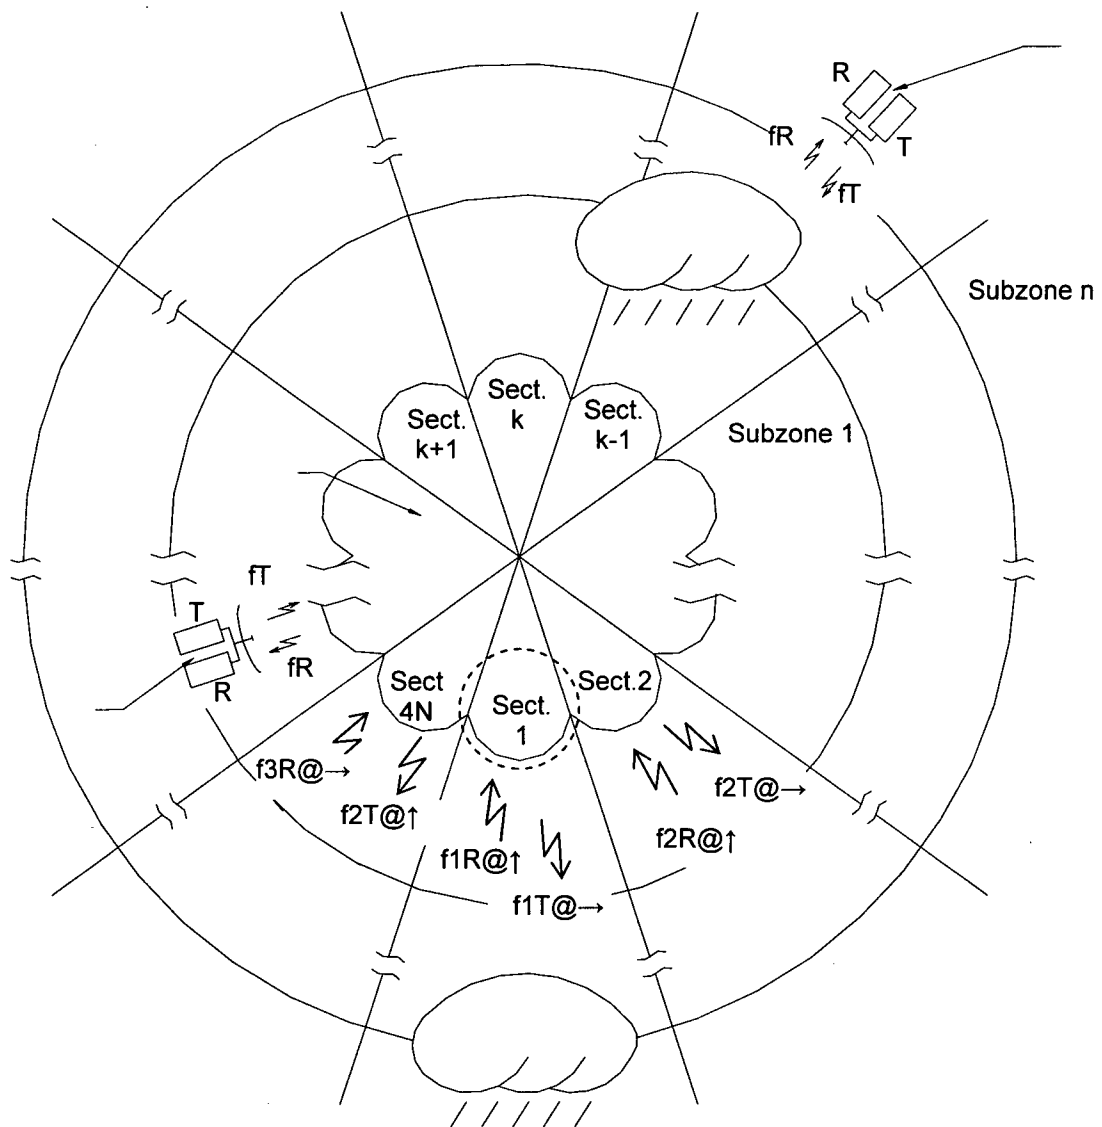 R
fR
T
fT
Subzone n
Sect.
k
Sect.
k+1
Sect.
k-1
Subzone 1
fT
T
fR
R
Sect
4N
Sect.
1
Sect.2
f3R@→
f2T@↑
f1R@↑
f1T@→
f2R@↑
f2T@→